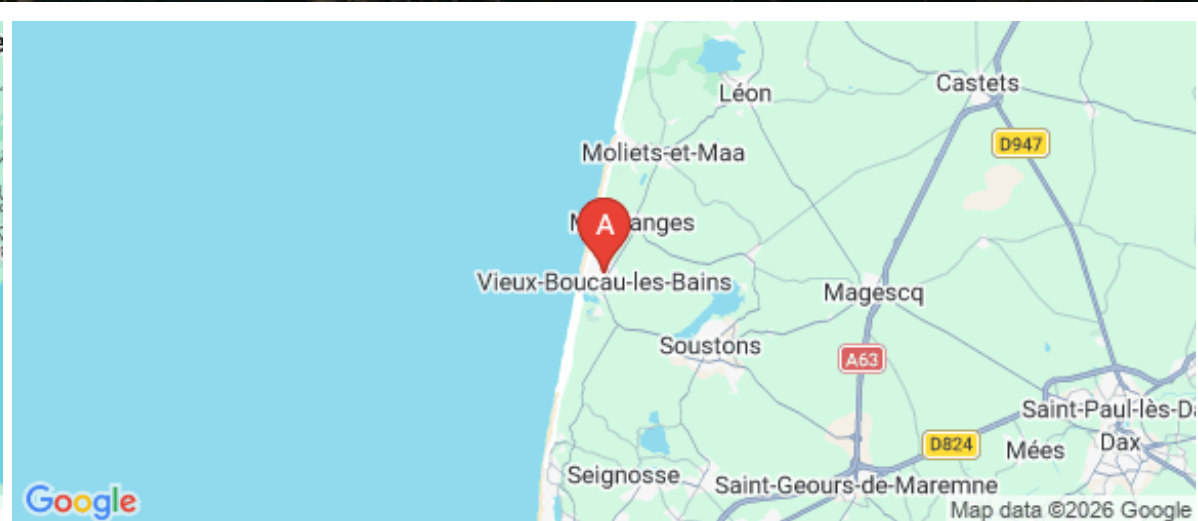 Léon
Castets
D947
Moliets-et-Maa
A
Vieux-Boucau-les-Bains
Magescq
Soustons
A63
Saint-Paul-lès-Da
D824
Mées
Dax
Seignosse
Saint-Geours-de-Maremne
Google
Map data ©2026 Google